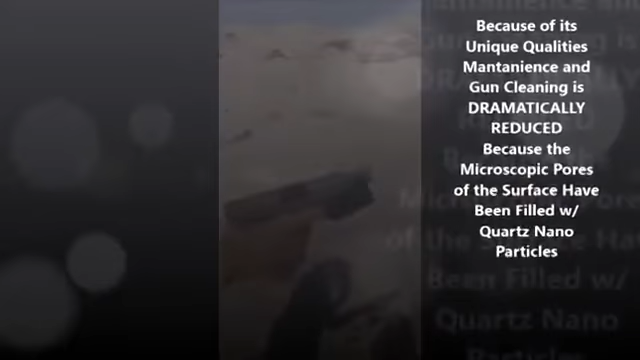 Because of its
Unique Qualities
Mantanience and
Gun Cleaning is
DRAMATICALLY
REDUCED
Because the
Microscopic Pores
of the Surface Have
Been Filled w/
Quartz Nano
Particles